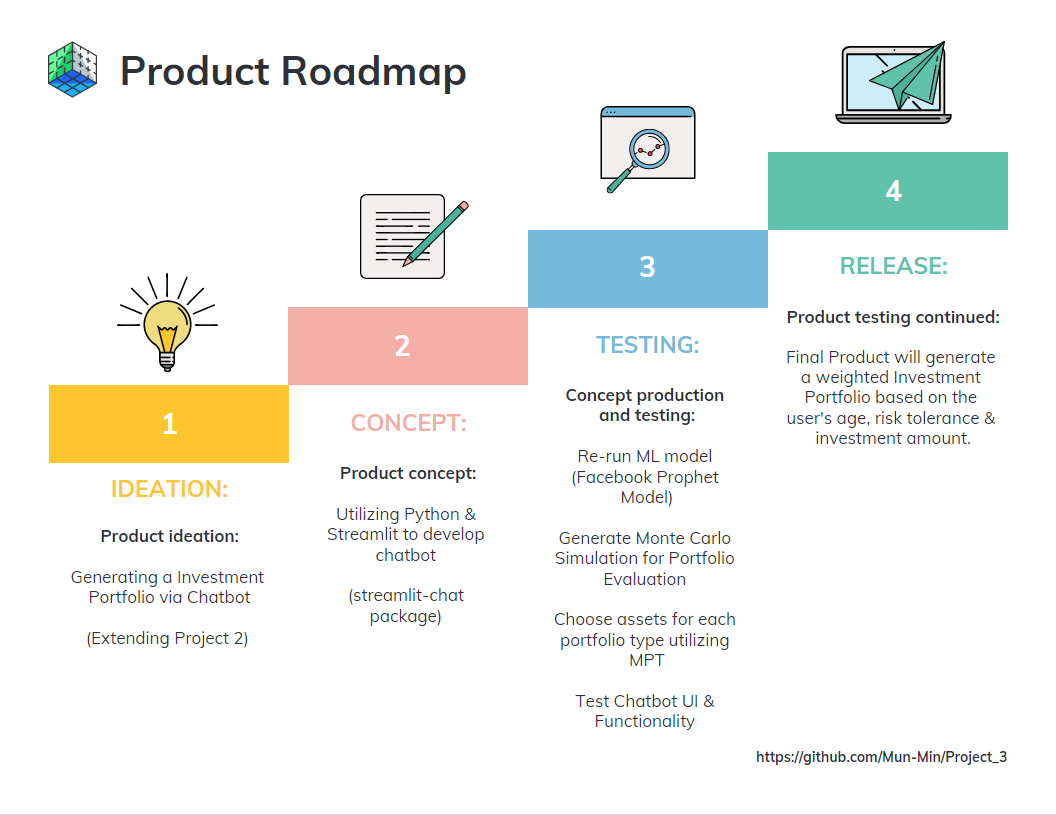 Product Roadmap
1
IDEATION:
Product ideation:
Generating a Investment
Portfolio via Chatbot
(Extending Project 2)
2
CONCEPT:
Product concept:
Utilizing Python &
Streamlit to develop
chatbot
(streamlit-chat
package)
3
TESTING:
Concept production
and testing:
Re-run ML model
(Facebook Prophet
Model)
Generate Monte Carlo
Simulation for Portfolio
Evaluation
Choose assets for each
portfolio type utilizing
MPT
Test Chatbot UI &
Functionality
4
RELEASE:
Product testing continued:
Final Product will generate
a weighted Investment
Portfolio based on the
user's age, risk tolerance &
investment amount.
https://github.com/Mun-Min/Project_3